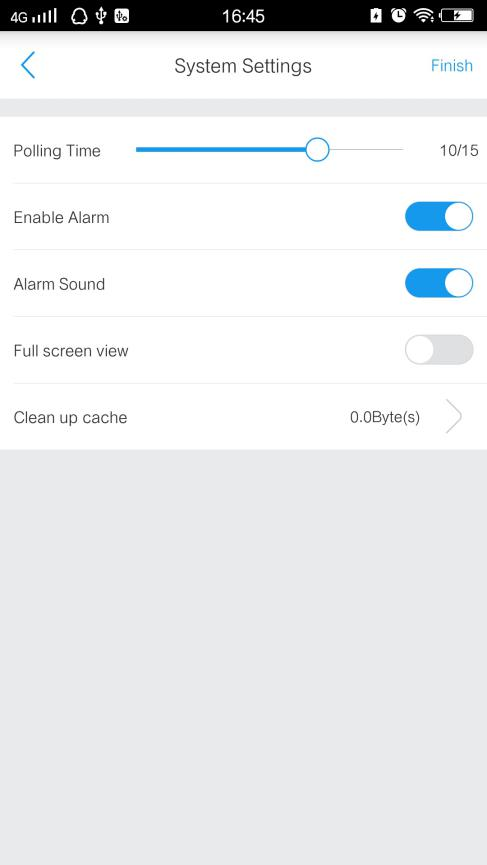 4G 16:45
System Settings Finish
Polling Time 10/15
Enable Alarm
Alarm Sound
Full screen view
Clean up cache 0.0Byte(s)